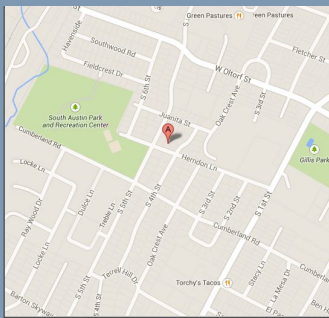 Green Pastures
reen Pastures
Havenside
Southwood Rd
Fletcher St
W Oltorf St
Fieldcrest Dr
S 6th St
Oak Crest Ave
S 3rd St
Juanita St
South Austin Park
and Recreation Center
A
Gillis Park
Cumberland Rd
Herndon Ln
Locke Ln
S 1st St
Ray Wood Dr
Dulce Ln
Treble Ln
S 5th St
S 4th St
S 3rd St
S 2nd St
Oak Crest Ave
Cumberland Rd
Locke Ln
Stacy Ln
La Mesa Dr
Terrell Hill Dr
Torchy's Tacos
Barton Skyway
S 5th St
S 4th St